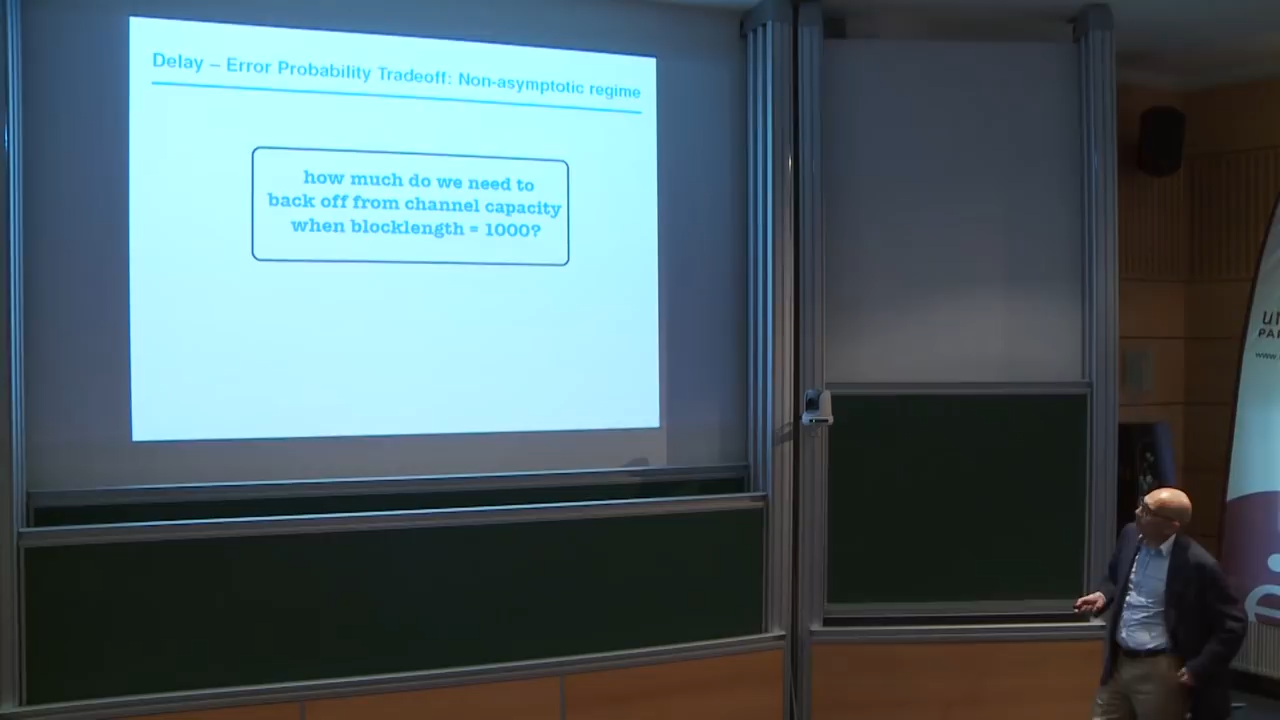 Delay – Error Probability Tradeoff: Non-asymptotic regime
how much do we need to
back off from channel capacity
when blocklength = 1000?